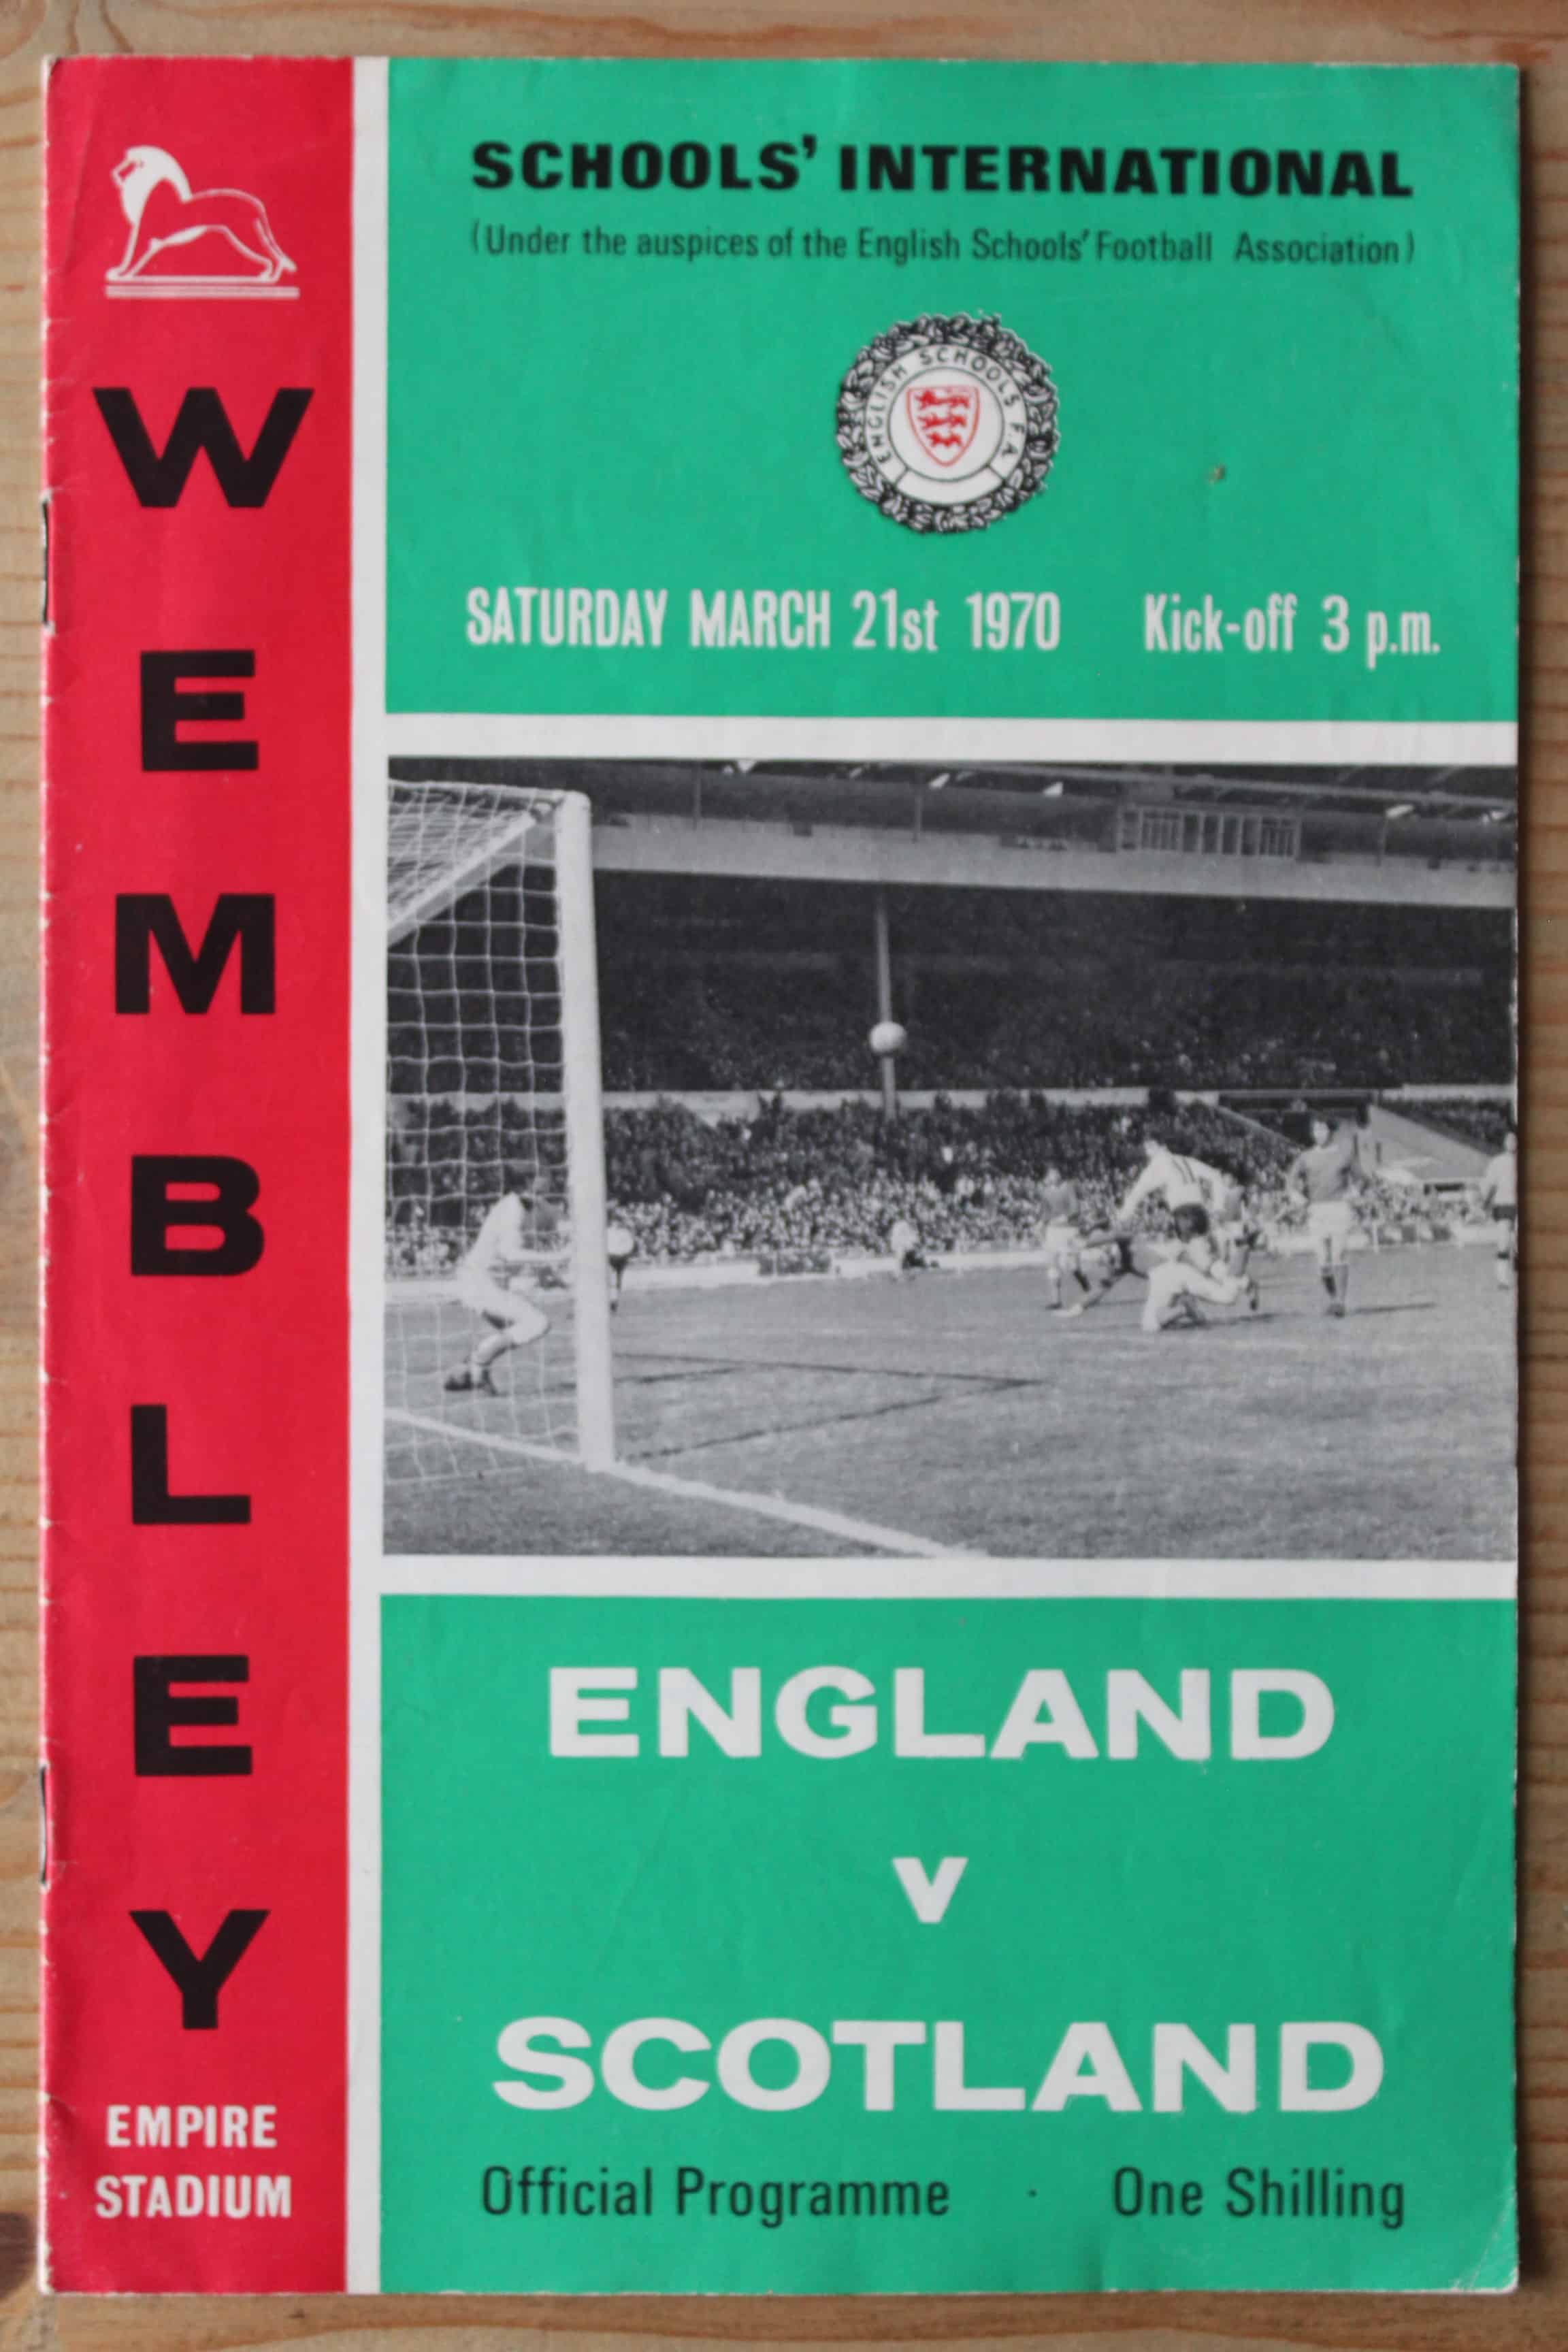 WEMBLEY
EMPIRE
STADIUM
SCHOOLS' INTERNATIONAL
(Under the auspices of the English Schools' Football Association)
ENGLISH SCHOOLS F.A.
SATURDAY MARCH 21st 1970 Kick-off 3 p.m.
11
ENGLAND
v
SCOTLAND
Official Programme · One Shilling